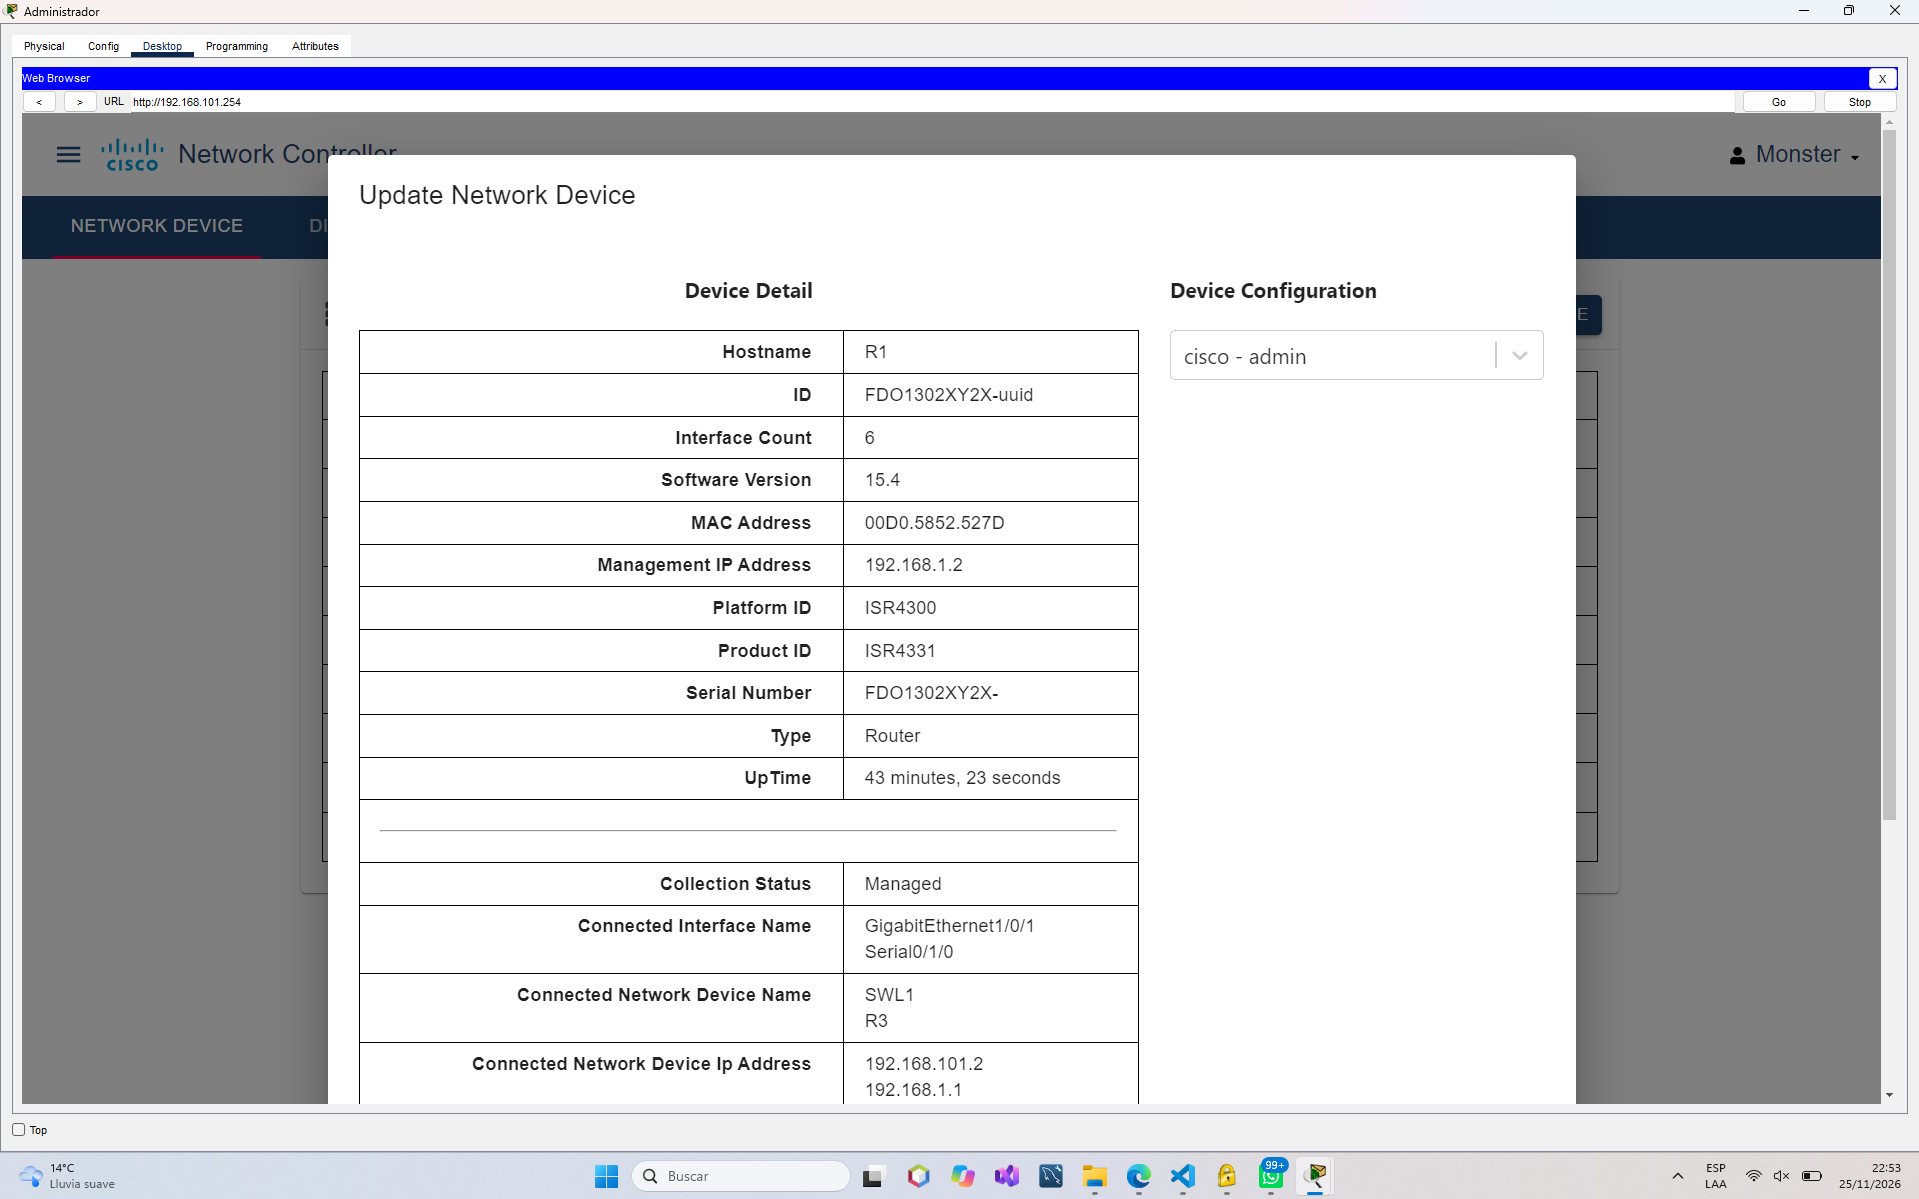 Administrador
Physical Config Desktop Programming Attributes
Web Browser X
< > URL http://192.168.101.254 Go Stop
CISCO Network Controller Monster
NETWORK DEVICE DI
Update Network Device
Device Detail Device Configuration
E
cisco - admin
Hostname R1
ID FDO1302XY2X-uuid
Interface Count 6
Software Version 15.4
MAC Address 00D0.5852.527D
Management IP Address 192.168.1.2
Platform ID ISR4300
Product ID ISR4331
Serial Number FDO1302XY2X-
Type Router
UpTime 43 minutes, 23 seconds
Collection Status Managed
Connected Interface Name GigabitEthernet1/0/1
Serial0/1/0
Connected Network Device Name SWL1
R3
Connected Network Device Ip Address 192.168.101.2
192.168.1.1
Top
14°C
Lluvia suave
Buscar
99+
ESP
LAA
22:53
25/11/2026